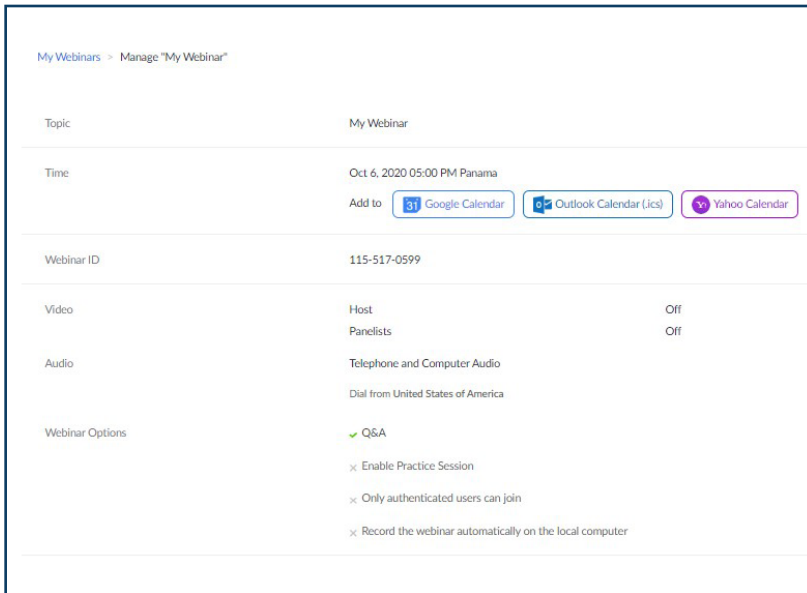 My Webinars > Manage "My Webinar"
Topic My Webinar
Time Oct 6, 2020 05:00 PM Panama
Add to 31 Google Calendar Outlook Calendar (.ics) Yahoo Calendar
Webinar ID 115-517-0599
Video Host Off
Panelists Off
Audio Telephone and Computer Audio
Dial from United States of America
Webinar Options Q&A
Enable Practice Session
Only authenticated users can join
Record the webinar automatically on the local computer